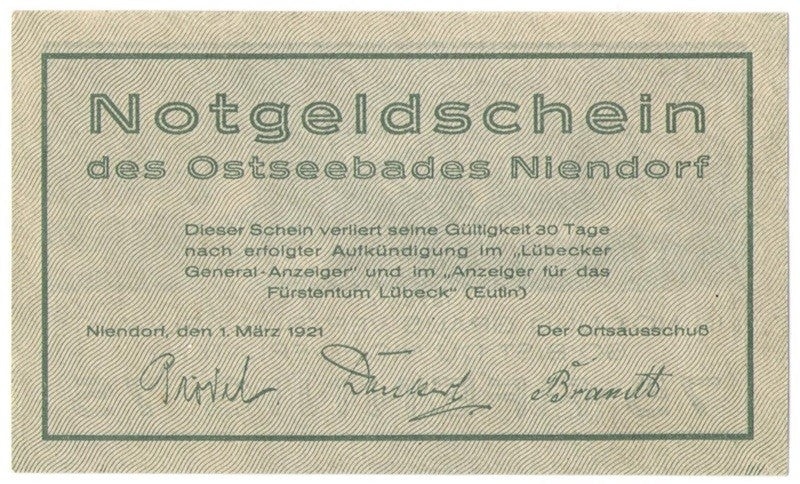 Notgeldschein
des Ostseebades Niendorf
Dieser Schein verliert seine Gültigkeit 30 Tage
nach erfolgter Aufkündigung im „Lübecker
General-Anzeiger“ und im „Anzeiger für das
Fürstentum Lübeck“ (Eutin)
Niendorf, den 1. März 1921 Der Ortsausschuß
Brandt